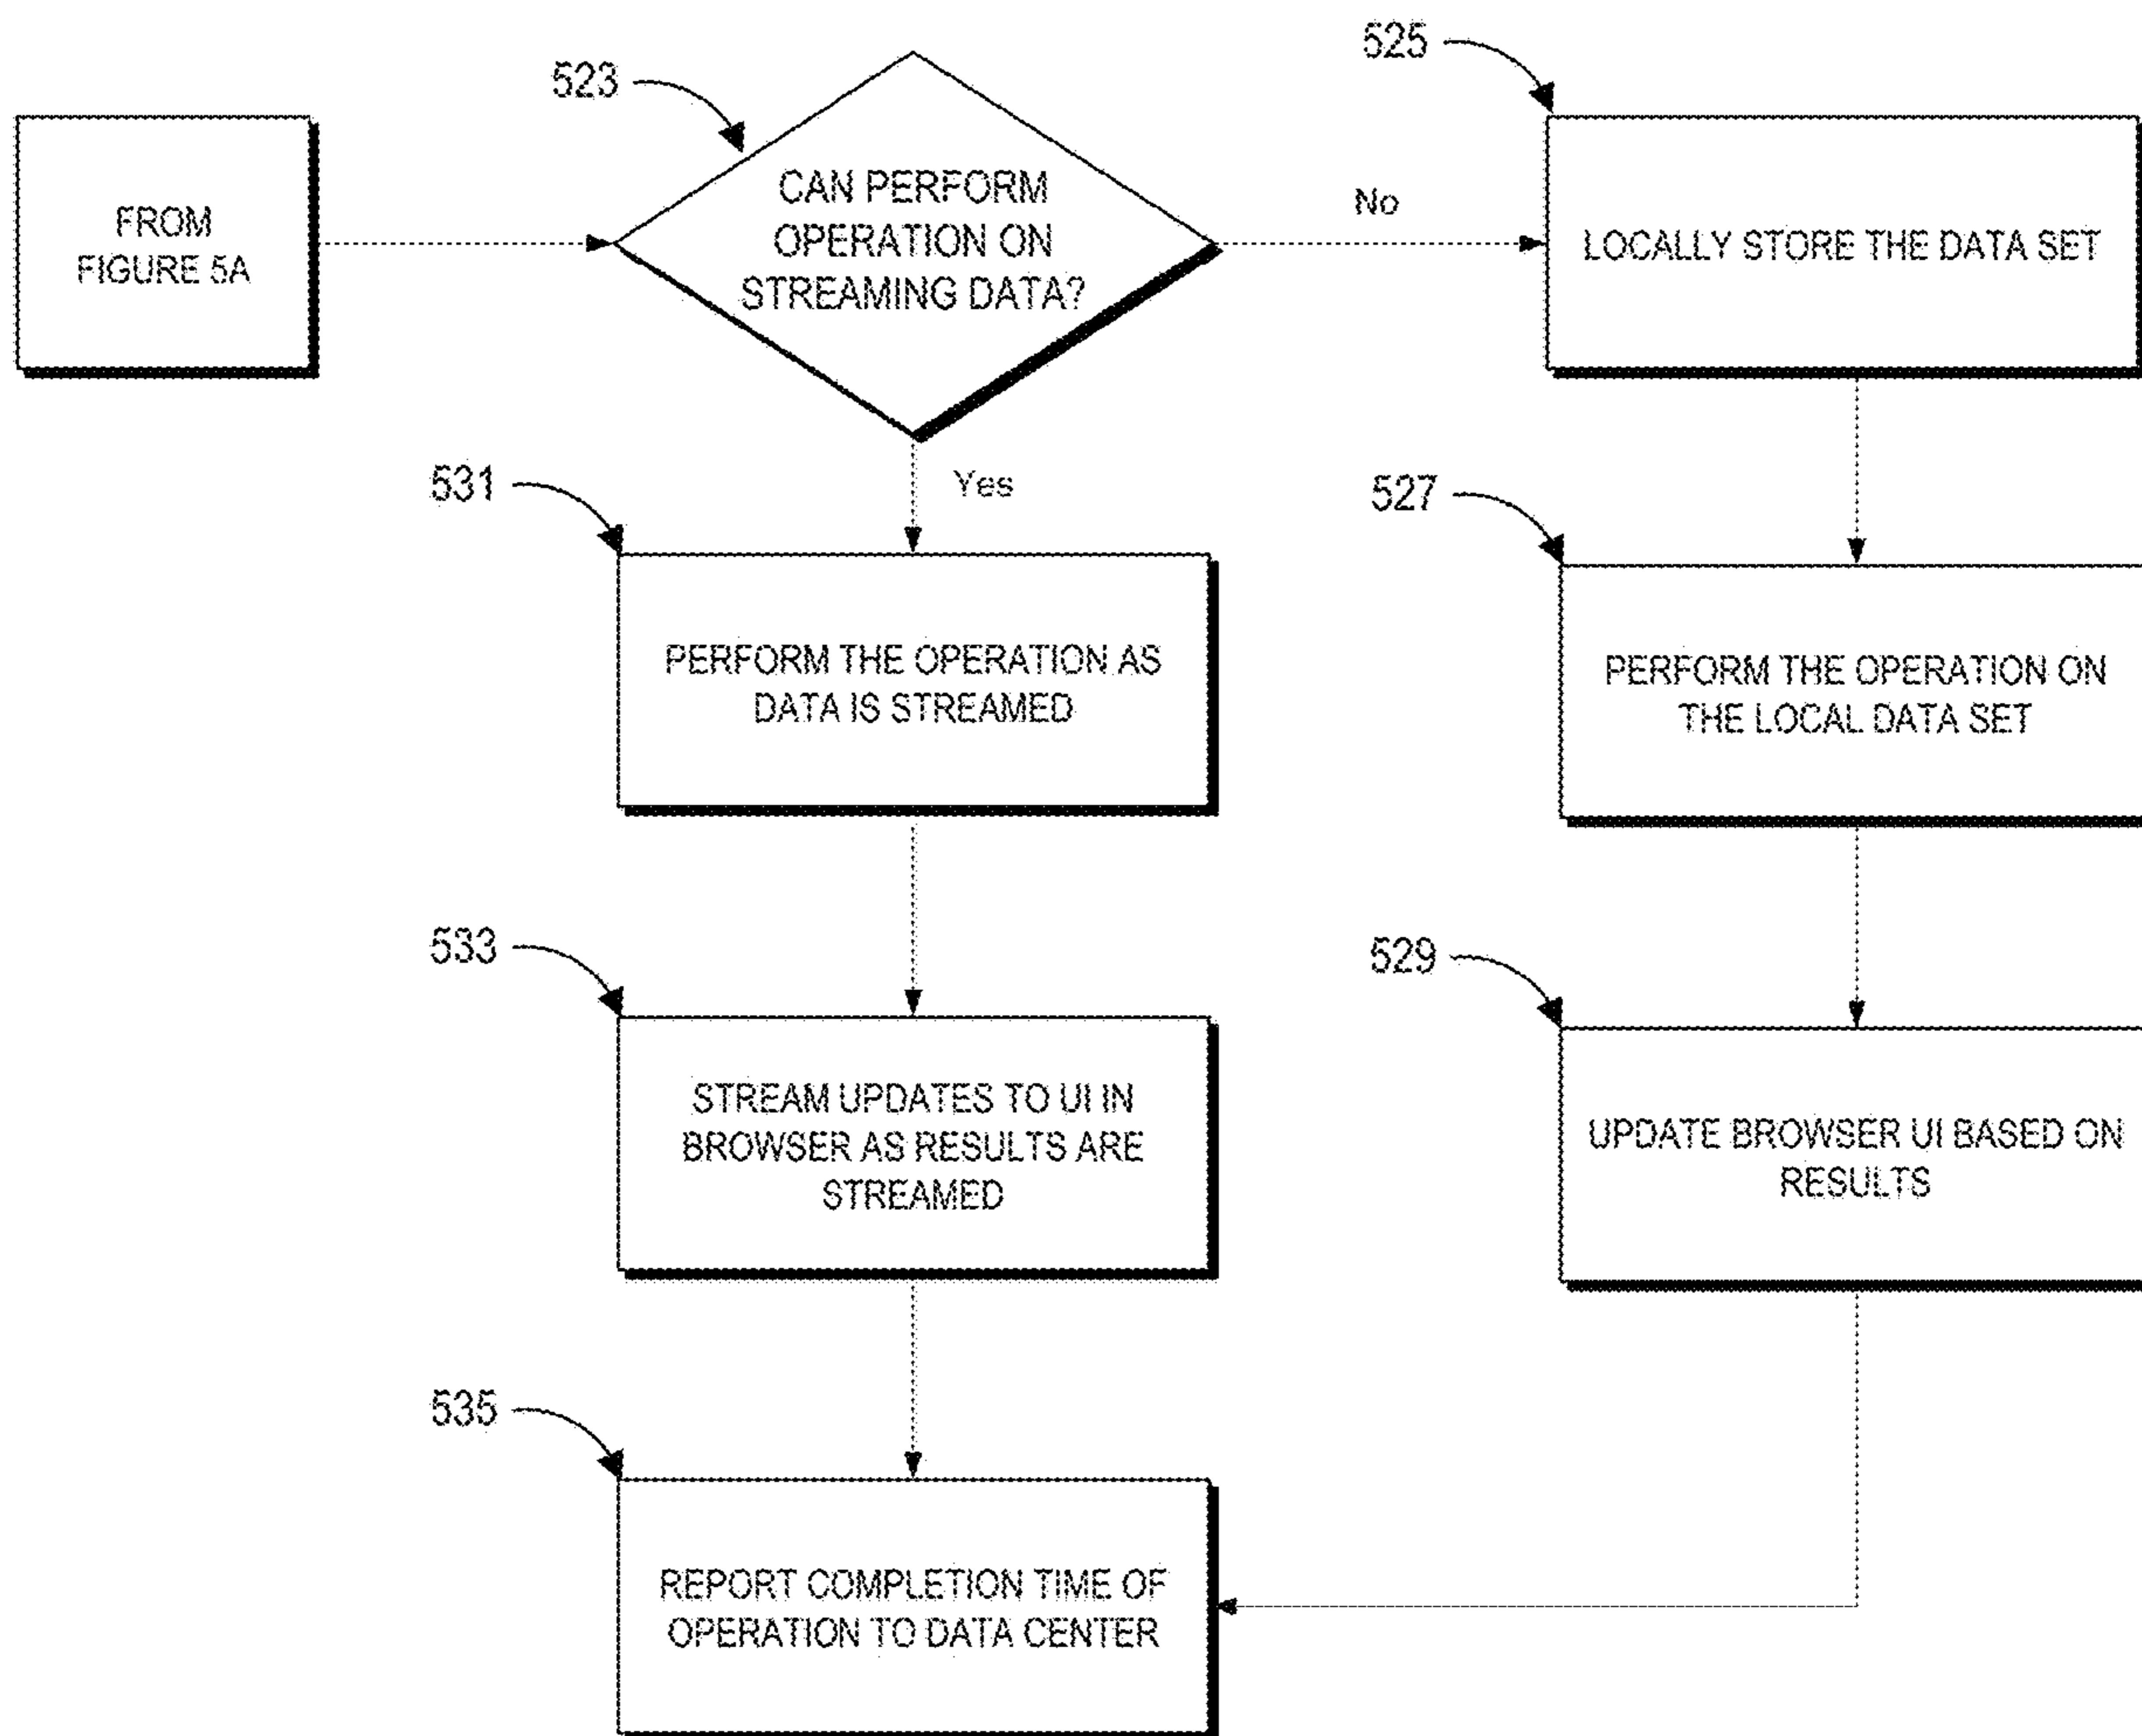 523
525
FROM
FIGURE 5A
CAN PERFORM
OPERATION ON
STREAMING DATA?
No
LOCALLY STORE THE DATA SET
Yes
531
527
PERFORM THE OPERATION AS
DATA IS STREAMED
PERFORM THE OPERATION ON
THE LOCAL DATA SET
533
529
STREAM UPDATES TO UI IN
BROWSER AS RESULTS ARE
STREAMED
UPDATE BROWSER UI BASED ON
RESULTS
535
REPORT COMPLETION TIME OF
OPERATION TO DATA CENTER